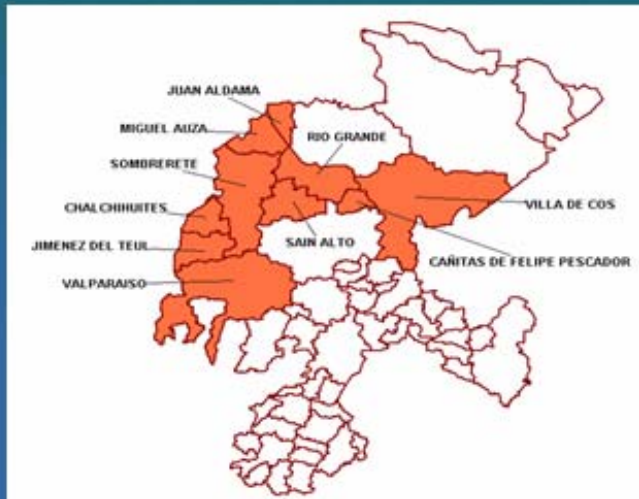 JUAN ALDAMA
MIGUEL AUZA
RIO GRANDE
SOMBRERETE
CHALCHIHUITES
VILLA DE COS
JIMENEZ DEL TEUL
SAIN ALTO
CAÑITAS DE FELIPE PESCADOR
VALPARAISO